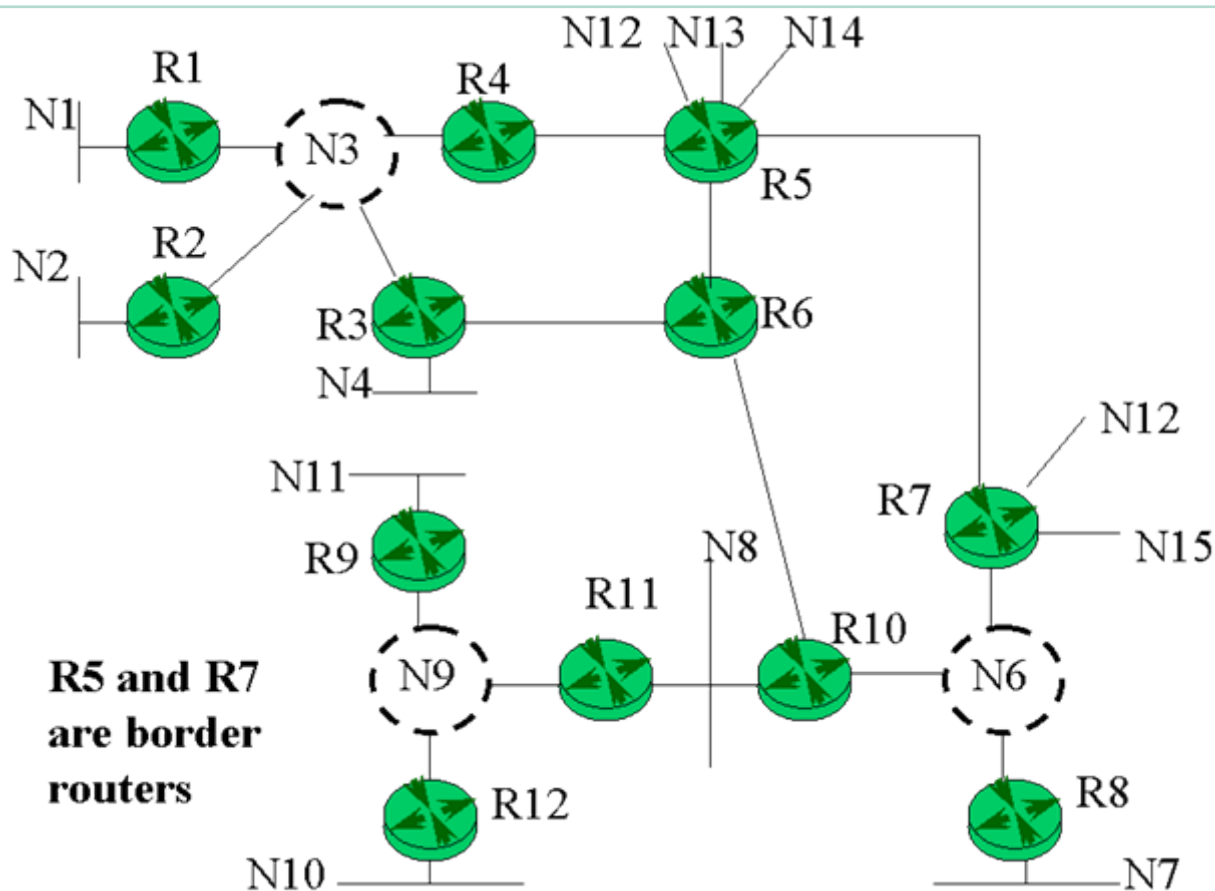 N12 N13 N14
R1
R4
N1
N3
R5
R2
N2
R3
R6
N4
N12
N11
R7
N8
N15
R9
R11
R10
R5 and R7
are border
routers
N9
N6
R12
R8
N10
N7